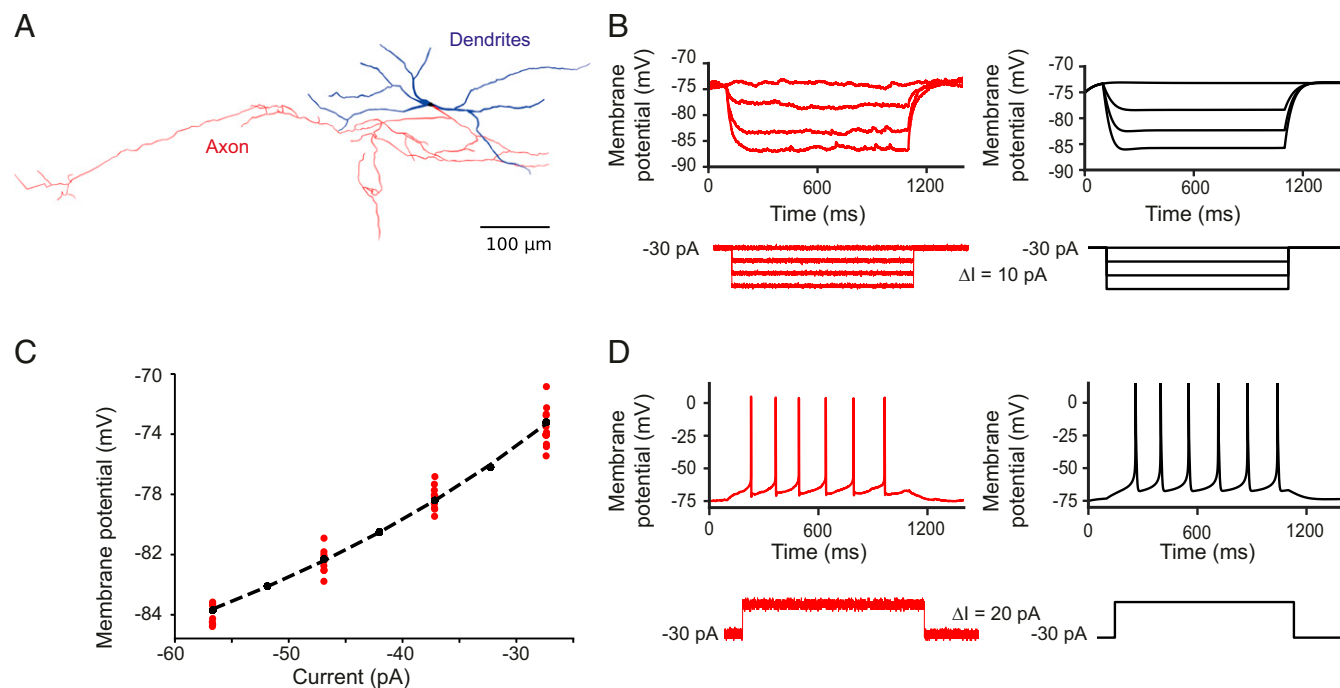 A
Dendrites
Axon
100 µm
B
Membrane
potential (mV)
-70
-75
-80
-85
-90
0
600
1200
Time (ms)
-30 pA
ΔI = 10 pA
Membrane
potential (mV)
-70
-75
-80
-85
-90
0
600
1200
Time (ms)
-30 pA
C
Membrane potential (mV)
-70
-74
-78
-82
-84
-60
-50
-40
-30
Current (pA)
D
Membrane
potential (mV)
0
-25
-50
-75
0
600
1200
Time (ms)
-30 pA
ΔI = 20 pA
Membrane
potential (mV)
0
-25
-50
-75
0
600
1200
Time (ms)
-30 pA